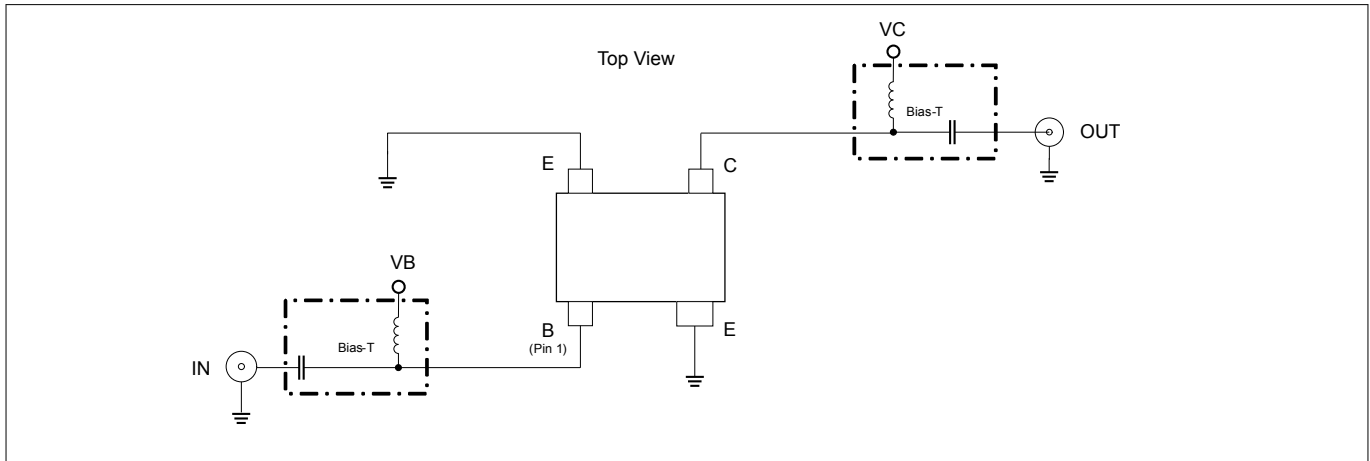 VC
Top View
Bias-T
OUT
E
C
VB
B
E
(Pin 1)
Bias-T
IN